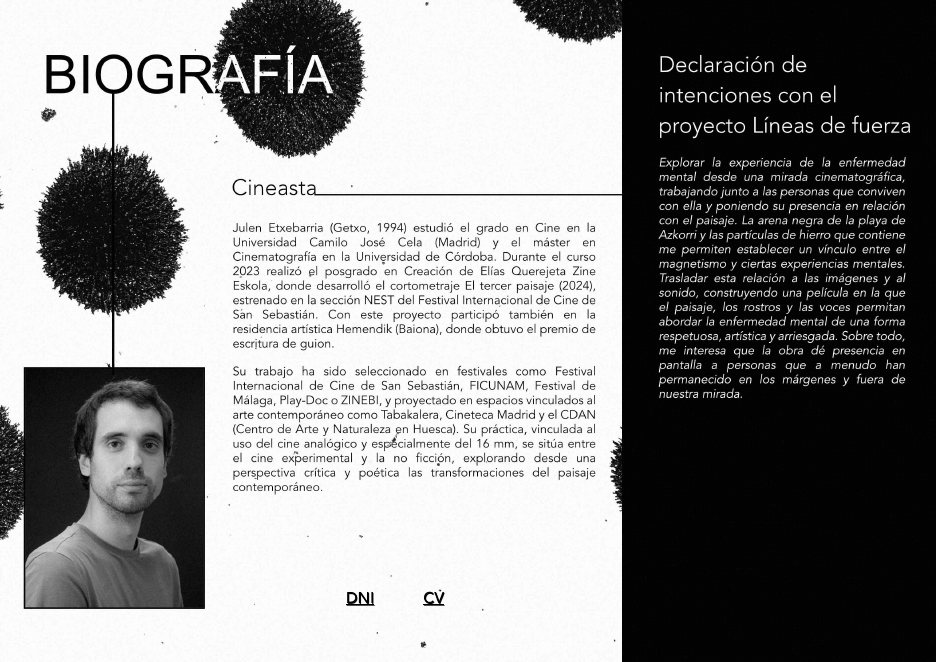 BIOGRAFÍA
Cineasta
Julen Etxebarria (Getxo, 1994) estudió el grado en Cine en la
Universidad Camilo José Cela (Madrid) y el máster en
Cinematografía en la Universidad de Córdoba. Durante el curso
2023 realizó el posgrado en Creación de Elías Querejeta Zine
Eskola, donde desarrolló el cortometraje El tercer paisaje (2024),
estrenado en la sección NEST del Festival Internacional de Cine de
San Sebastián. Con este proyecto participó también en la
residencia artística Hemendik (Baiona), donde obtuvo el premio de
escritura de guion.
Su trabajo ha sido seleccionado en festivales como Festival
Internacional de Cine de San Sebastián, FICUNAM, Festival de
Málaga, Play-Doc o ZINEBI, y proyectado en espacios vinculados al
arte contemporáneo como Tabakalera, Cineteca Madrid y el CDAN
(Centro de Arte y Naturaleza en Huesca). Su práctica, vinculada al
uso del cine analógico y especialmente del 16 mm, se sitúa entre
el cine experimental y la no ficción, explorando desde una
perspectiva crítica y poética las transformaciones del paisaje
contemporáneo.
DNI CV
Declaración de
intenciones con el
proyecto Líneas de fuerza
Explorar la experiencia de la enfermedad
mental desde una mirada cinematográfica,
trabajando junto a las personas que conviven
con ella y poniendo su presencia en relación
con el paisaje. La arena negra de la playa de
Azkorri y las partículas de hierro que contiene
me permiten establecer un vínculo entre el
magnetismo y ciertas experiencias mentales.
Trasladar esta relación a las imágenes y al
sonido, construyendo una película en la que
el paisaje, los rostros y las voces permitan
abordar la enfermedad mental de una forma
respetuosa, artística y arriesgada. Sobre todo,
me interesa que la obra dé presencia en
pantalla a personas que a menudo han
permanecido en los márgenes y fuera de
nuestra mirada.